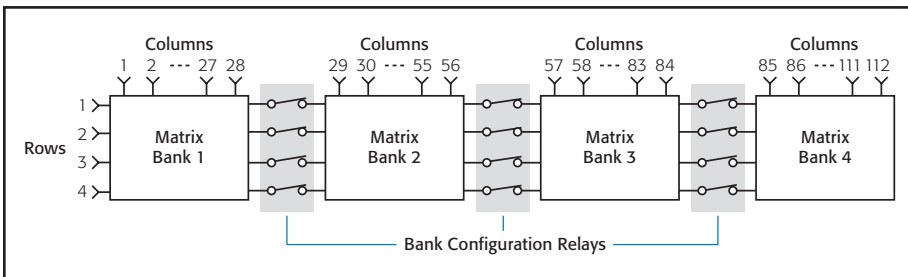 Columns Columns Columns Columns
1 2 --- 27 28 29 30 --- 55 56 57 58 --- 83 84 85 86 --- 111 112
1
2
Rows
3
4
Matrix Bank 1
Matrix Bank 2
Matrix Bank 3
Matrix Bank 4
Bank Configuration Relays